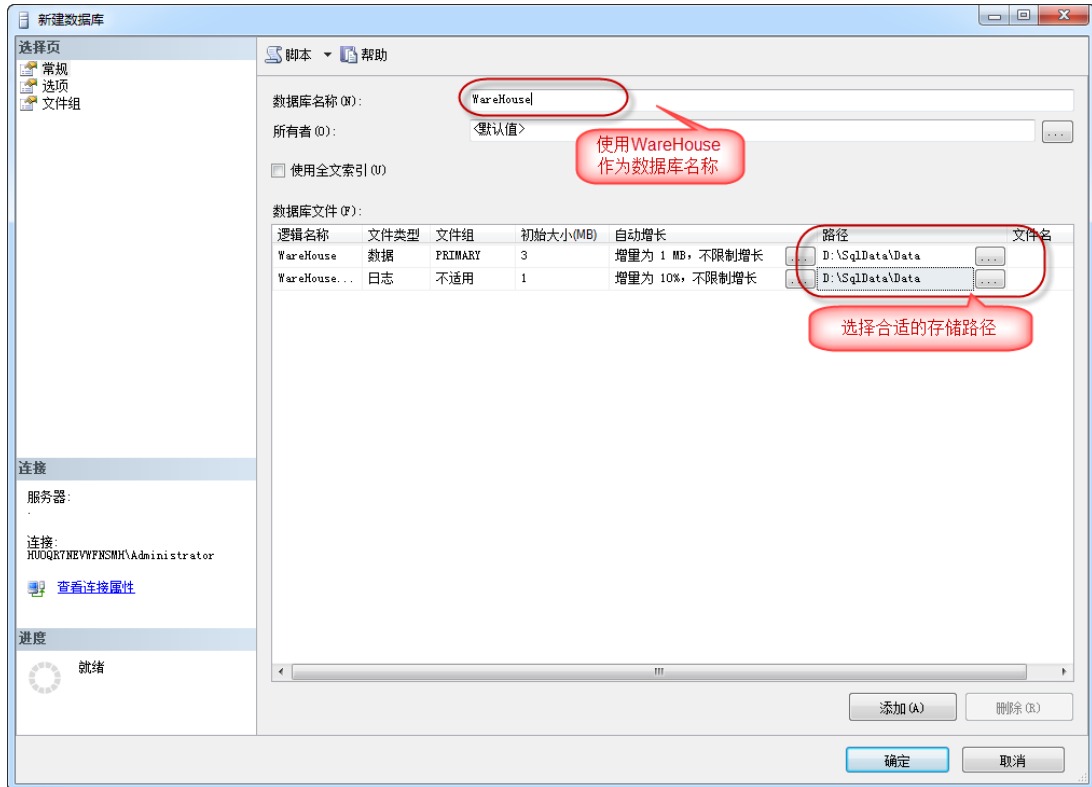 新建数据库
选择页
常规
选项
文件组
脚本 帮助
数据库名称(N): WareHouse
所有者(O): <默认值> ...
使用WareHouse
作为数据库名称
使用全文索引(U)
数据库文件(F):
逻辑名称 文件类型 文件组 初始大小(MB) 自动增长 路径 文件名
WareHouse 数据 PRIMARY 3 增量为 1 MB，不限制增长 ... D:\SqlData\Data ...
WareHouse... 日志 不适用 1 增量为 10%，不限制增长 ... D:\SqlData\Data ...
选择合适的存储路径
连接
服务器:
.
连接:
HUOQR7NEVWFNSMH\Administrator
查看连接属性
进度
就绪
添加(A) 删除(R)
确定 取消